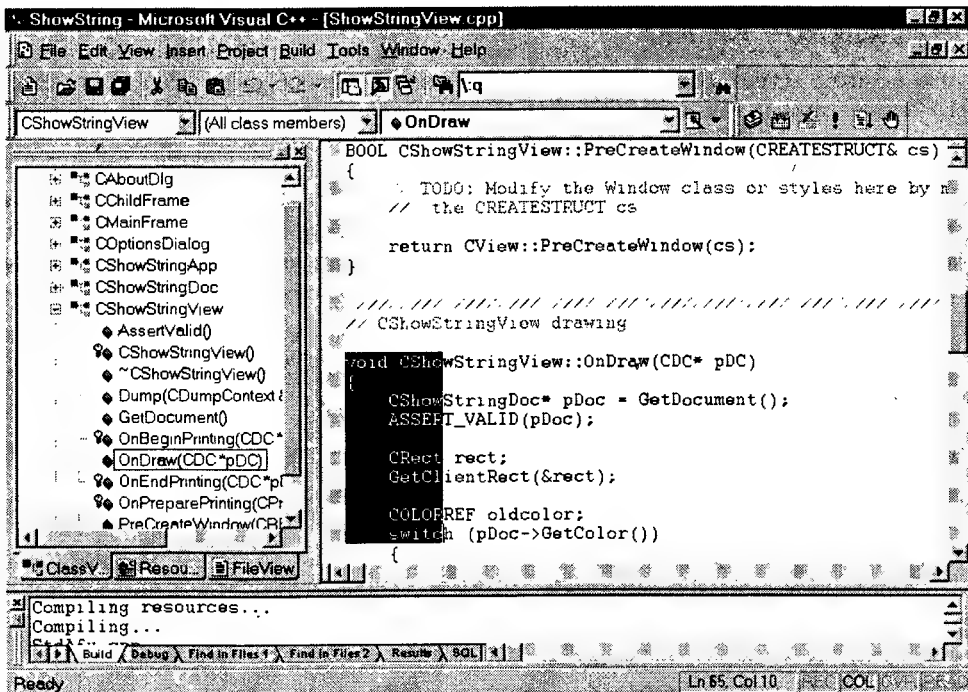 ShowString - Microsoft Visual C++ - [ShowStringView.cpp]
File Edit View Insert Project Build Tools Window Help
\:q
CShowStringView (All class members) OnDraw
CAboutDlg
CChildFrame
CMainFrame
COptionsDialog
CShowStringApp
CShowStringDoc
CShowStringView
AssertValid()
CShowStringView()
~CShowStringView()
Dump(CDumpContext &
GetDocument()
OnBeginPrinting(CDC *
OnDraw(CDC *pDC)
OnEndPrinting(CDC *p
OnPreparePrinting(CPr
PreCreateWindow(CR
ClassV... Resou... FileView
BOOL CShowStringView::PreCreateWindow(CREATESTRUCT& cs)
{
TODO: Modify the Window class or styles here by m
// the CREATESTRUCT cs
return CView::PreCreateWindow(cs);
}
// CShowStringView drawing
void CShowStringView::OnDraw(CDC* pDC)
{
CShowStringDoc* pDoc = GetDocument();
ASSERT_VALID(pDoc);
CRect rect;
GetClientRect(&rect);
COLORREF oldcolor;
switch (pDoc->GetColor())
{
Compiling resources...
Compiling...
Build Debug Find in Files 1 Find in Files 2 Results SQL
Ready Ln 65, Col 10 REC COL OVR READ